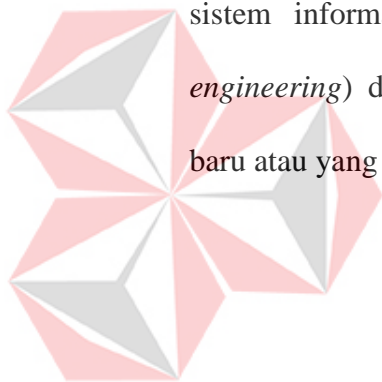 sistem inform
engineering) d
baru atau yang